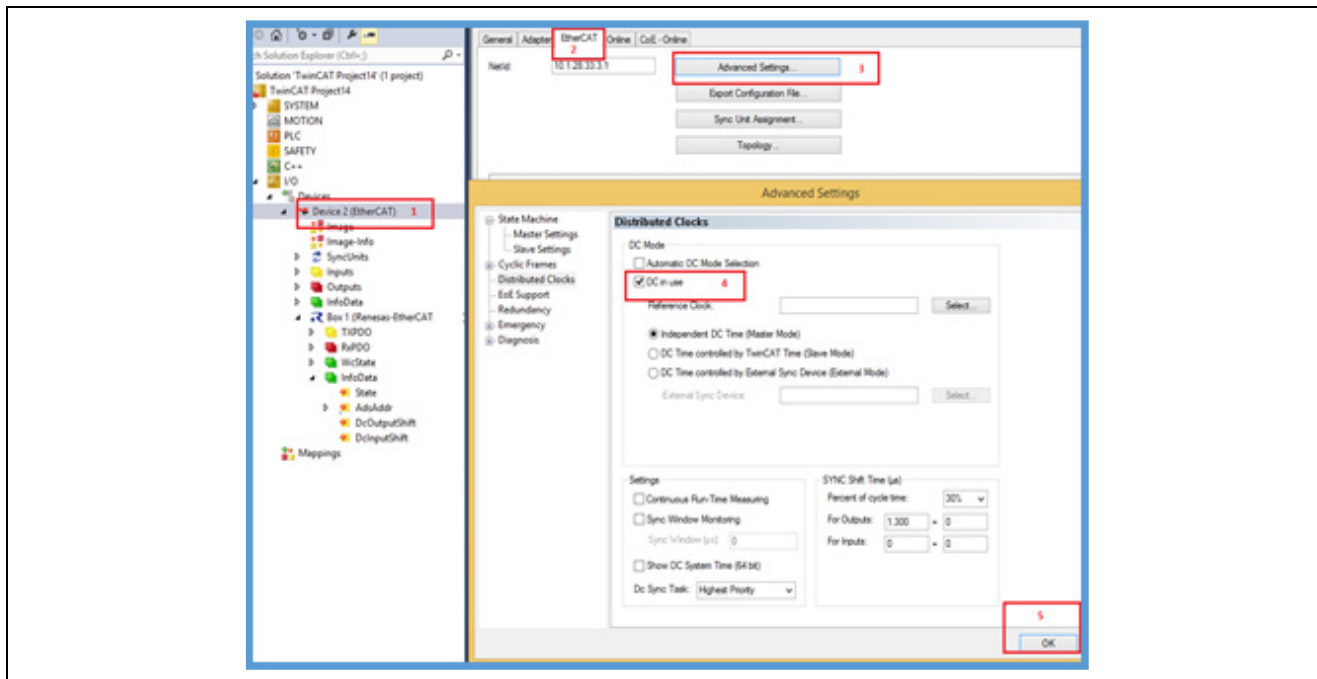 ch Solution Explorer (Ctrl+;)
Solution 'TwinCAT Project14' (1 project)
TwinCAT Project14
SYSTEM
MOTION
PLC
SAFETY
C++
I/O
Devices
Device 2 (EtherCAT) 1
Image
Image-Info
SyncUnits
Inputs
Outputs
InfoData
Box 1 (Renesas-EtherCAT
TXPDO
RxPDO
WcState
InfoData
State
AdsAddr
DcOutputShift
DcInputShift
Mappings
General Adapter EtherCAT Online CoE - Online
2
NetId: 10.1.28.33.3.1 Advanced Settings... 3
Export Configuration File...
Sync Unit Assignment...
Topology...
Advanced Settings
State Machine
Master Settings
Slave Settings
Cyclic Frames
Distributed Clocks
EoE Support
Redundancy
Emergency
Diagnosis
Distributed Clocks
DC Mode
Automatic DC Mode Selection
DC in use 4
Reference Clock: Select...
Independent DC Time (Master Mode)
DC Time controlled by TwinCAT Time (Slave Mode)
DC Time controlled by External Sync Device (External Mode)
External Sync Device: Select...
Settings
Continuous Run-Time Measuring
Sync Window Monitoring
Sync Window (µs): 0
Show DC System Time (64 bit)
Dc Sync Task: Highest Priority
SYNC Shift Time (µs)
Percent of cycle time: 30%
For Outputs: 1.300 + 0
For Inputs: 0 + 0
5
OK